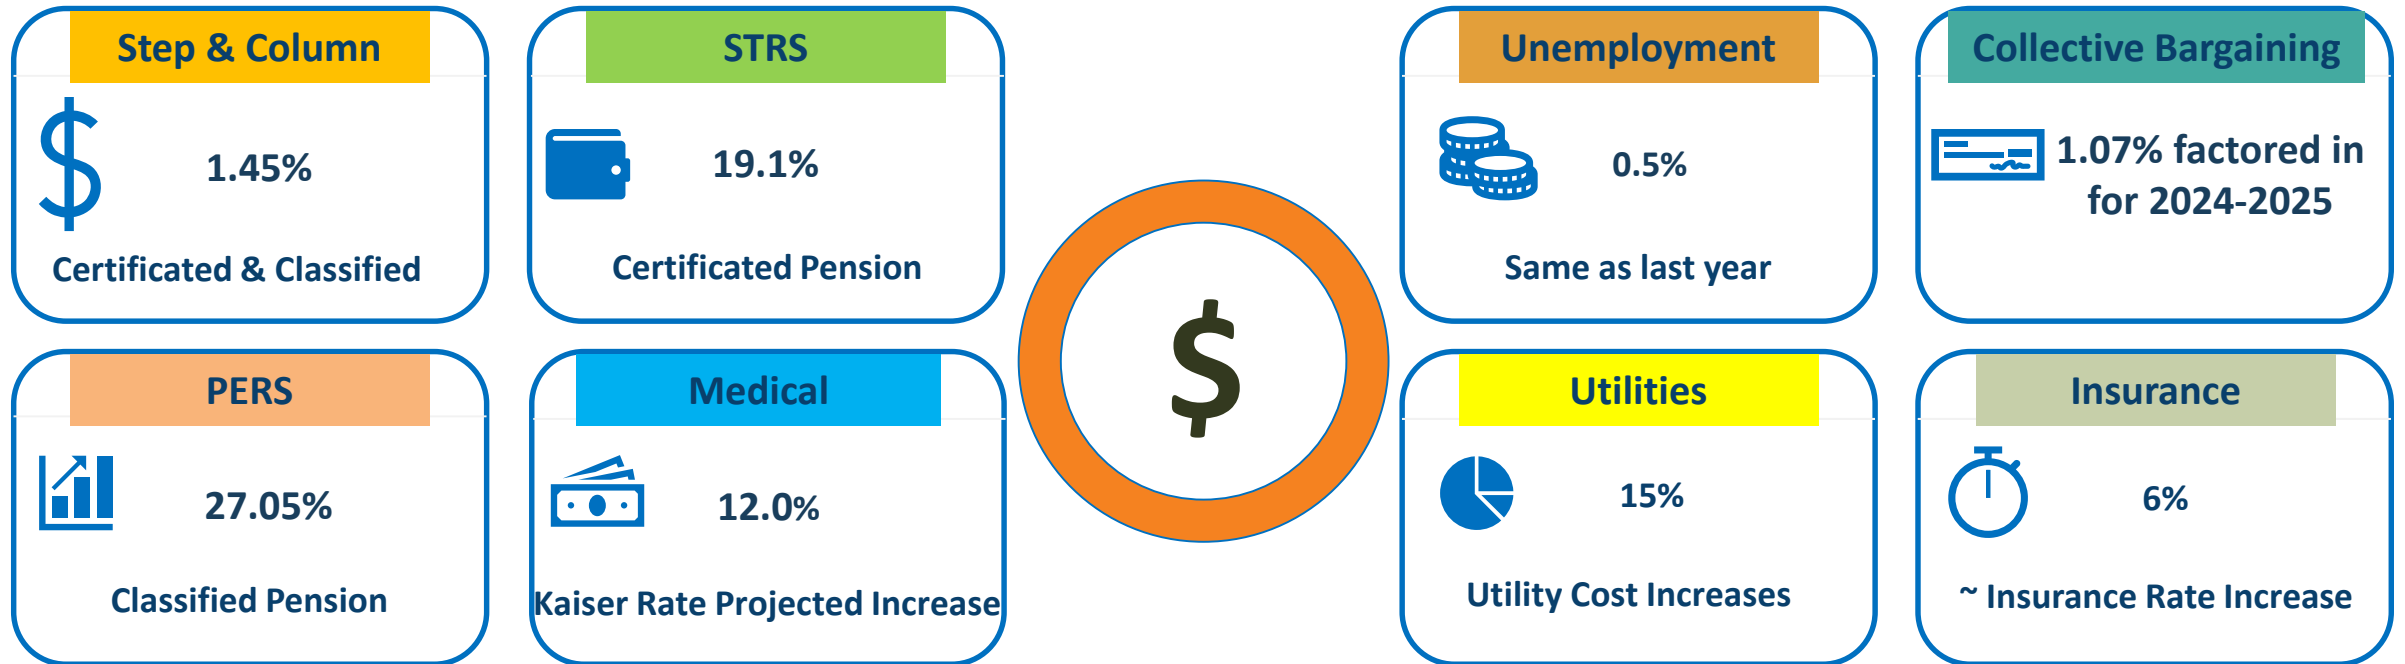 Step & Column
1.45%
Certificated & Classified
STRS
19.1%
Certificated Pension
Unemployment
0.5%
Same as last year
Collective Bargaining
1.07% factored in
for 2024-2025
PERS
27.05%
Classified Pension
Medical
12.0%
Kaiser Rate Projected Increase
$
Utilities
15%
Utility Cost Increases
Insurance
6%
~ Insurance Rate Increase